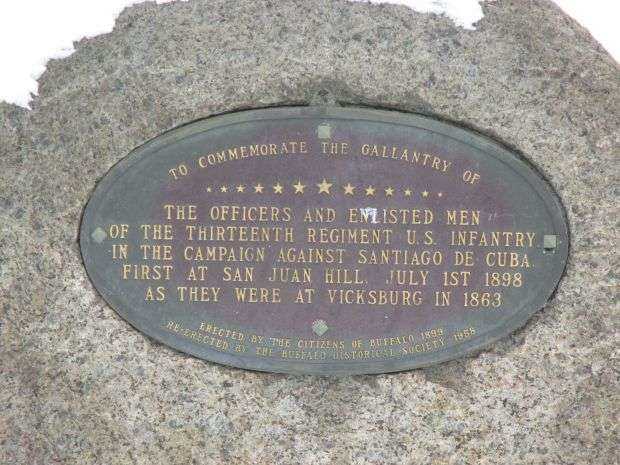 TO COMMEMORATE THE GALLANTRY OF
THE OFFICERS AND ENLISTED MEN
OF THE THIRTEENTH REGIMENT U.S. INFANTRY
IN THE CAMPAIGN AGAINST SANTIAGO DE CUBA.
FIRST AT SAN JUAN HILL, JULY 1ST 1898
AS THEY WERE AT VICKSBURG IN 1863
ERECTED BY THE CITIZENS OF BUFFALO 1899
RE-ERECTED BY THE BUFFALO HISTORICAL SOCIETY 1955